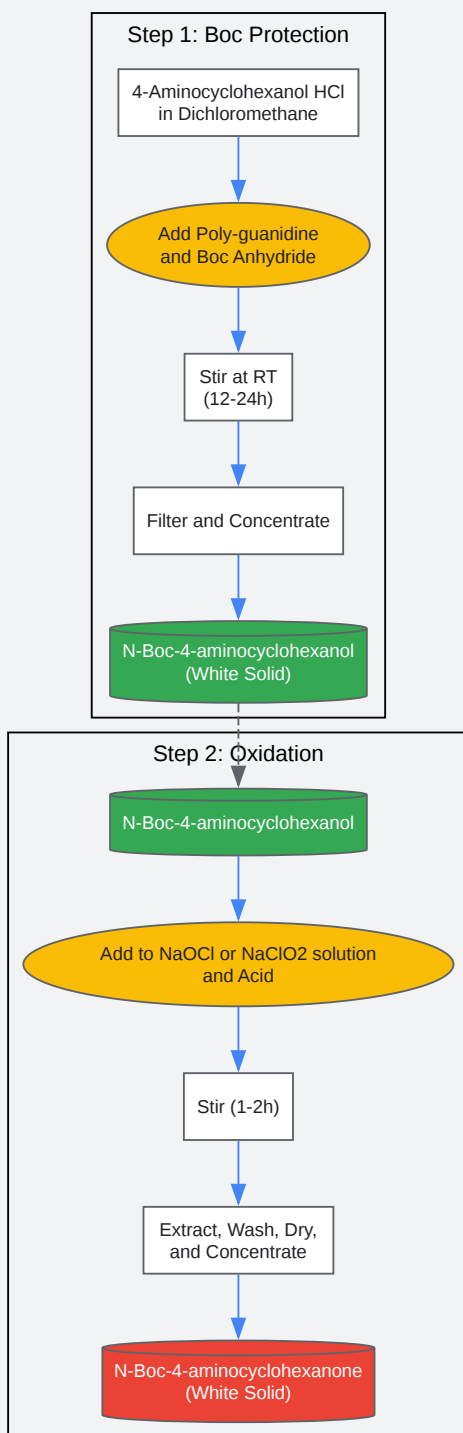 Step 1: Boc Protection
4-Aminocyclohexanol HCl
in Dichloromethane
Add Poly-guanidine
and Boc Anhydride
Stir at RT
(12-24h)
Filter and Concentrate
N-Boc-4-aminocyclohexanol
(White Solid)
Step 2: Oxidation
N-Boc-4-aminocyclohexanol
Add to NaOCl or NaClO2 solution
and Acid
Stir (1-2h)
Extract, Wash, Dry,
and Concentrate
N-Boc-4-aminocyclohexanone
(White Solid)